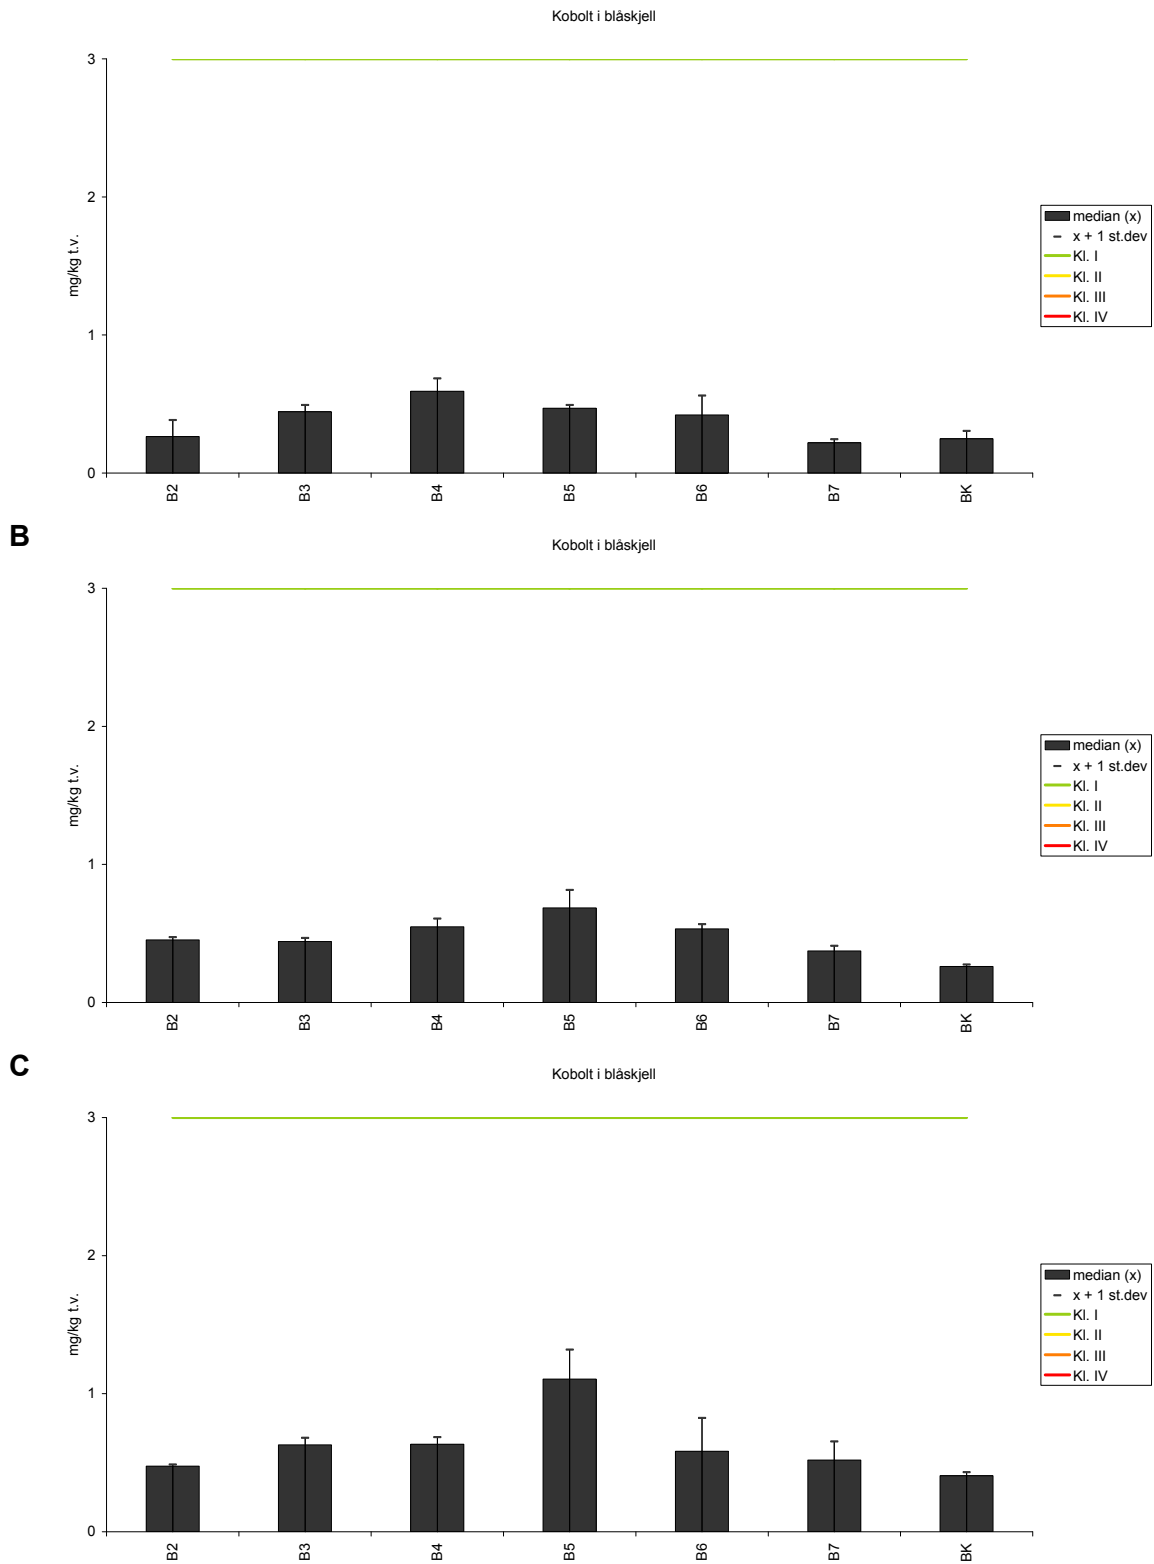 Kobolt i blåskjell
3
2
1
0
mg/kg t.v.
B2 B3 B4 B5 B6 B7 BK
median (x)
x + 1 st.dev
Kl. I
Kl. II
Kl. III
Kl. IV
B
Kobolt i blåskjell
3
2
1
0
mg/kg t.v.
B2 B3 B4 B5 B6 B7 BK
median (x)
x + 1 st.dev
Kl. I
Kl. II
Kl. III
Kl. IV
C
Kobolt i blåskjell
3
2
1
0
mg/kg t.v.
B2 B3 B4 B5 B6 B7 BK
median (x)
x + 1 st.dev
Kl. I
Kl. II
Kl. III
Kl. IV